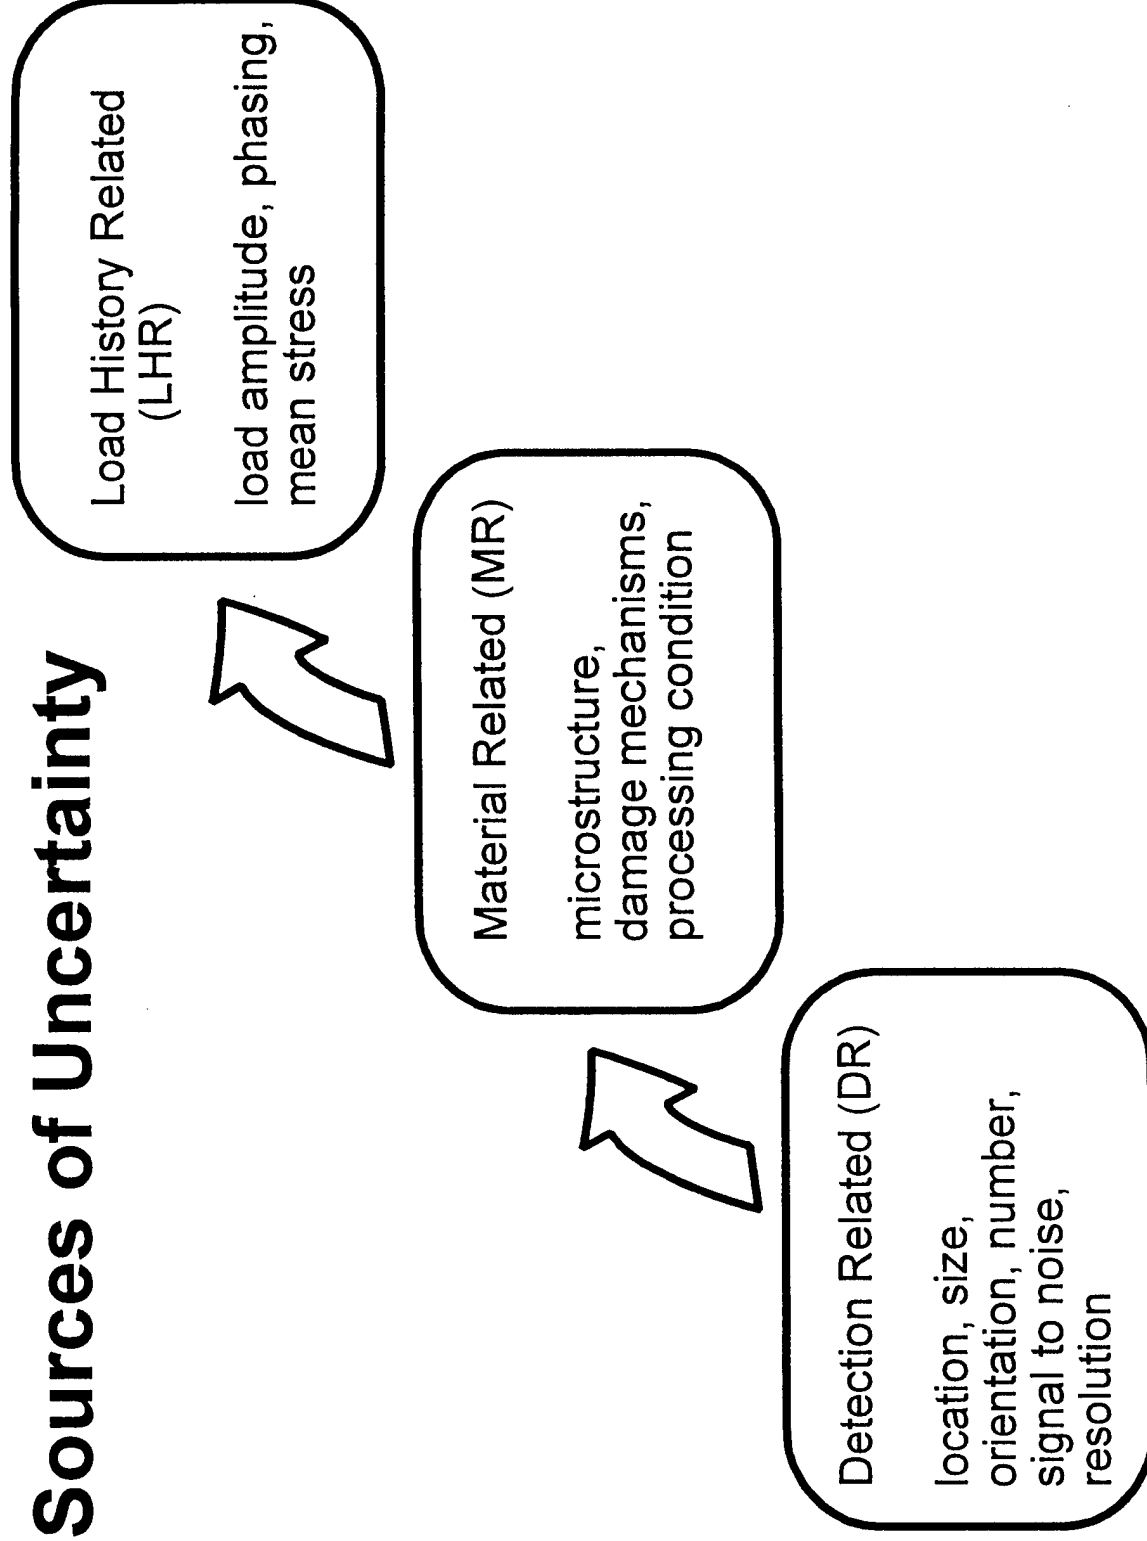 Sources of Uncertainty
Load History Related
(LHR)
load amplitude, phasing,
mean stress
Material Related (MR)
microstructure,
damage mechanisms,
processing condition
Detection Related (DR)
location, size,
orientation, number,
signal to noise,
resolution